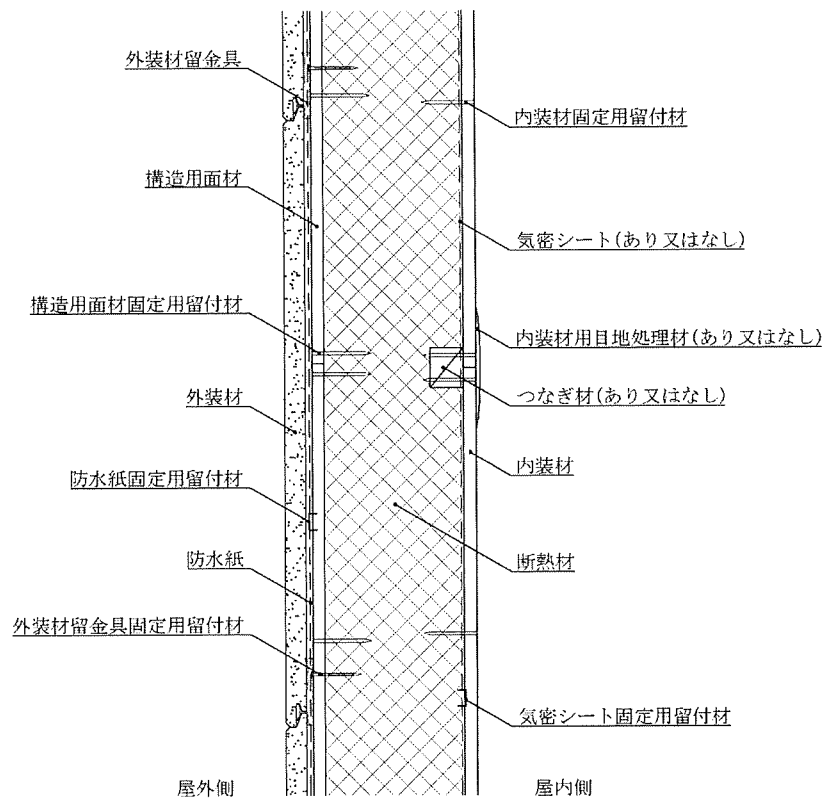 外装材留金具
構造用面材
構造用面材固定用留付材
外装材
防水紙固定用留付材
防水紙
外装材留金具固定用留付材
屋外側
内装材固定用留付材
気密シート(あり又はなし)
内装材用目地処理材(あり又はなし)
つなぎ材(あり又はなし)
内装材
断熱材
気密シート固定用留付材
屋内側